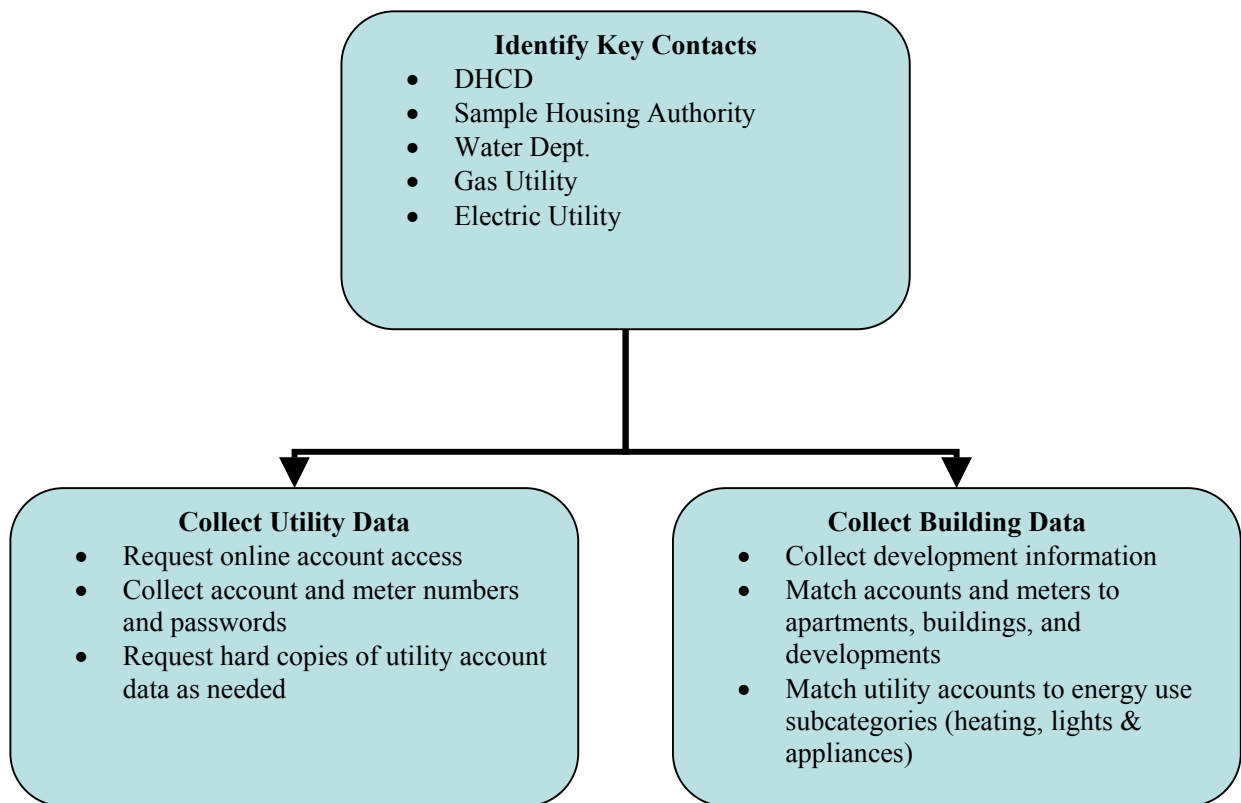 Identify Key Contacts
• DHCD
• Sample Housing Authority
• Water Dept.
• Gas Utility
• Electric Utility
Collect Utility Data
• Request online account access
• Collect account and meter numbers
and passwords
• Request hard copies of utility account
data as needed
Collect Building Data
• Collect development information
• Match accounts and meters to
apartments, buildings, and
developments
• Match utility accounts to energy use
subcategories (heating, lights &
appliances)